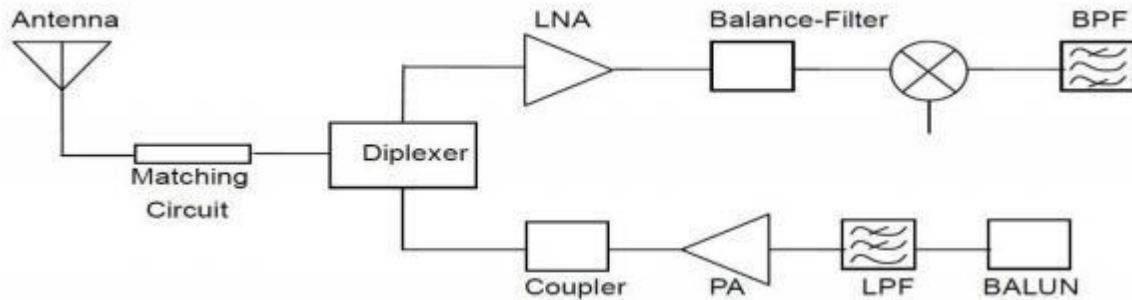 Antenna
LNA
Balance-Filter
BPF
Diplexer
Matching
Circuit
Coupler
PA
LPF
BALUN